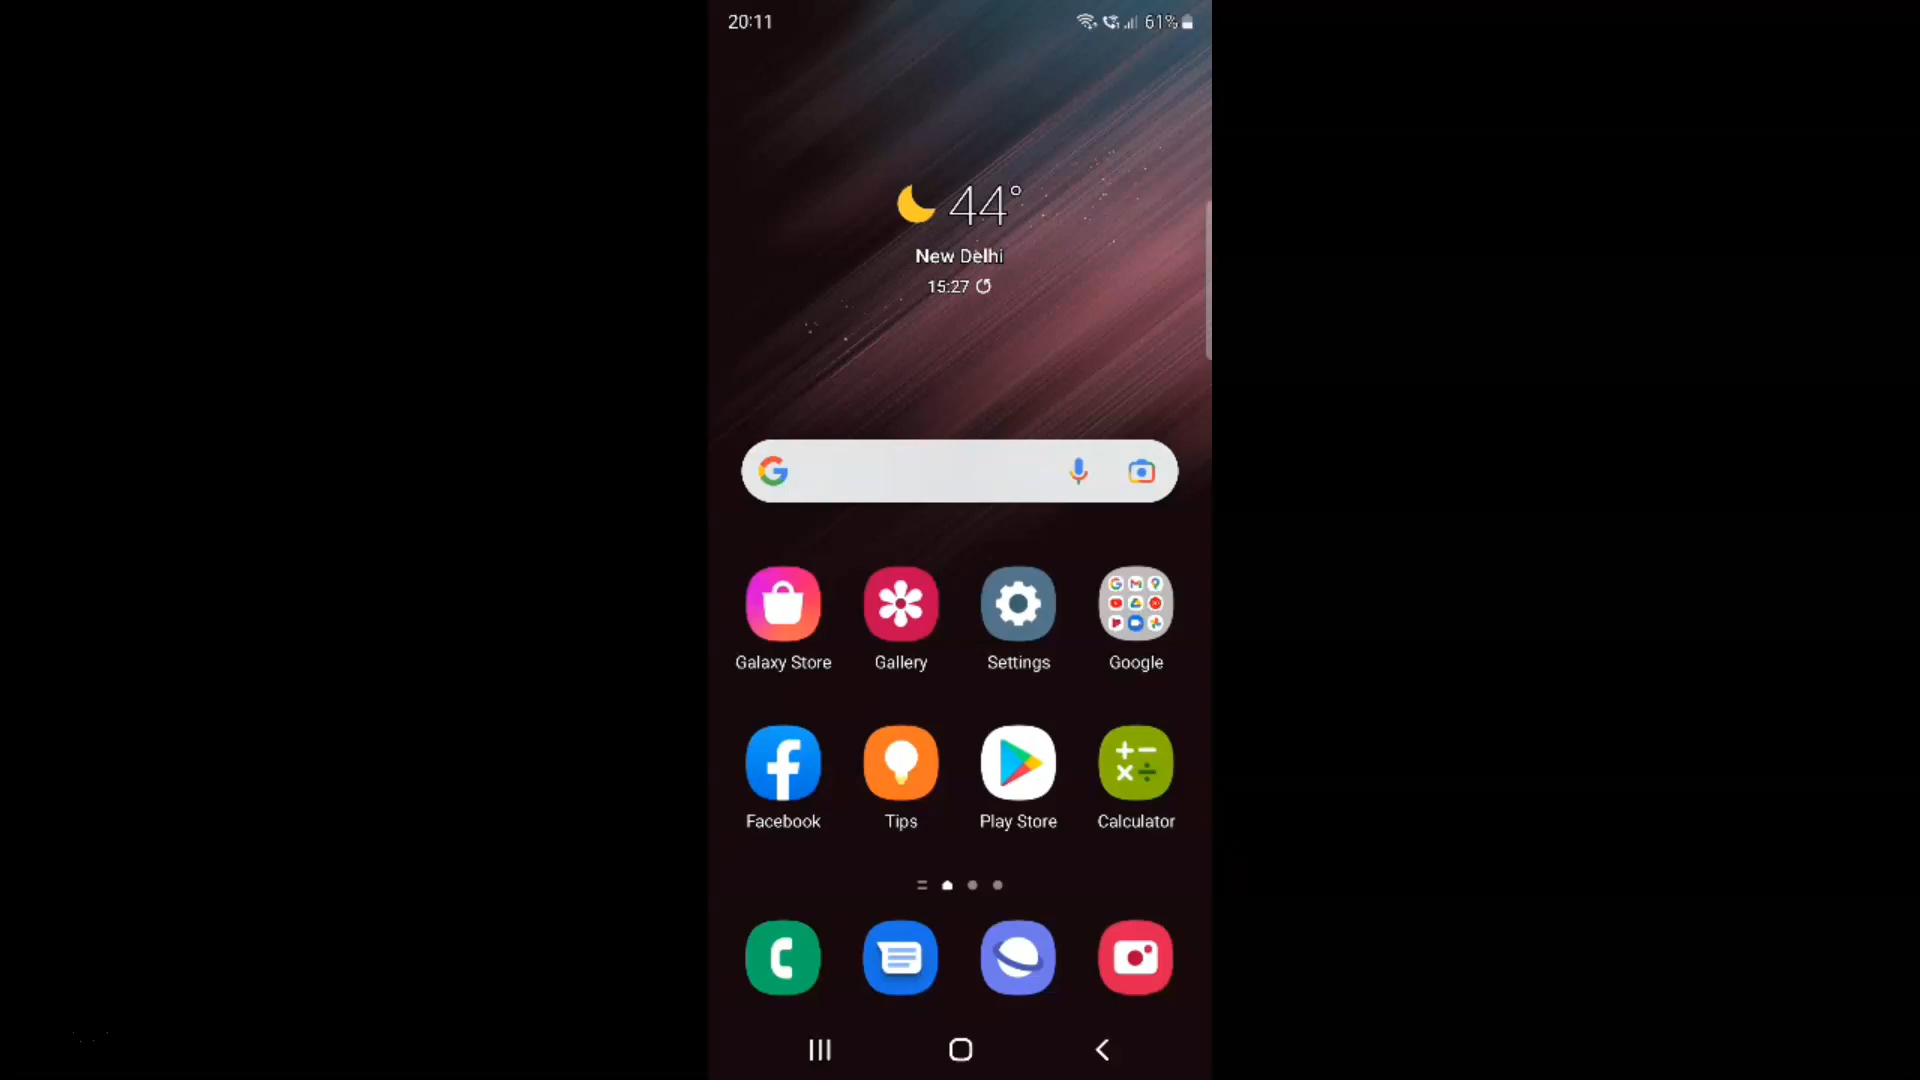 20:11
61%
44°
New Delhi
15:27
Galaxy Store
Gallery
Settings
Google
Facebook
Tips
Play Store
Calculator